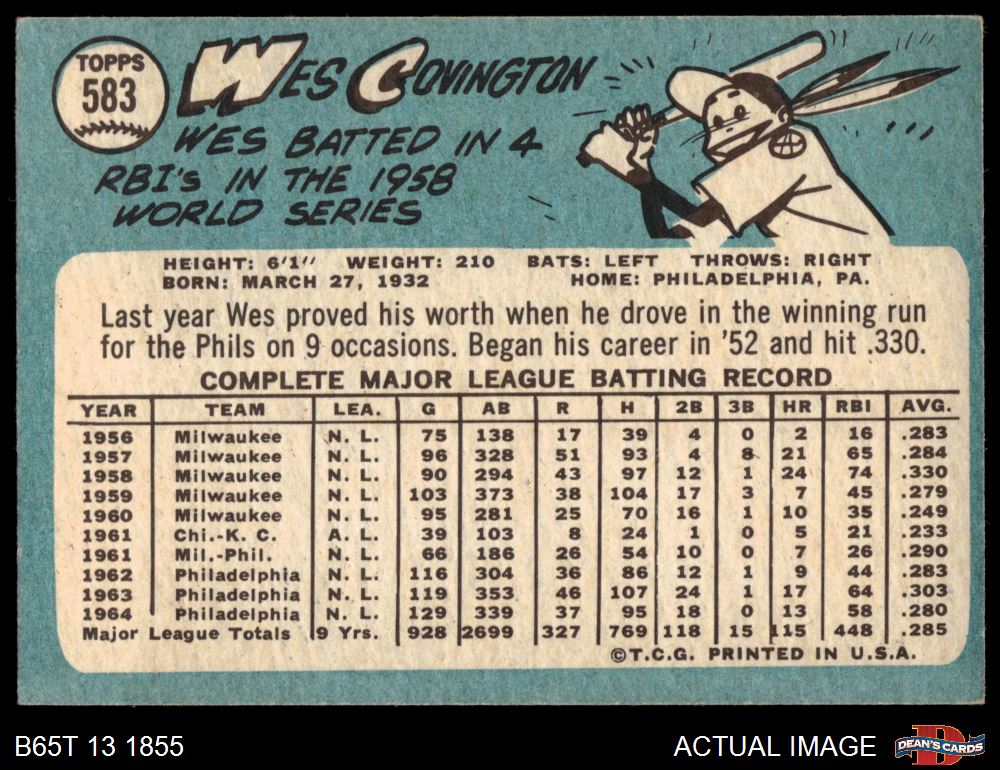 TOPPS
583
WES COVINGTON
WES BATTED IN 4
RBI's IN THE 1958
WORLD SERIES
HEIGHT: 6'1" WEIGHT: 210 BATS: LEFT THROWS: RIGHT
BORN: MARCH 27, 1932 HOME: PHILADELPHIA, PA.
Last year Wes proved his worth when he drove in the winning run
for the Phils on 9 occasions. Began his career in '52 and hit .330.
COMPLETE MAJOR LEAGUE BATTING RECORD
YEAR TEAM LEA. G AB R H 2B 3B HR RBI AVG.
1956 Milwaukee N. L. 75 138 17 39 4 0 2 16 .283
1957 Milwaukee N. L. 96 328 51 93 4 8 21 65 .284
1958 Milwaukee N. L. 90 294 43 97 12 1 24 74 .330
1959 Milwaukee N. L. 103 373 38 104 17 3 7 45 .279
1960 Milwaukee N. L. 95 281 25 70 16 1 10 35 .249
1961 Chi.-K. C. A. L. 39 103 8 24 1 0 5 21 .233
1961 Mil.-Phil. N. L. 66 186 26 54 10 0 7 26 .290
1962 Philadelphia N. L. 116 304 36 86 12 1 9 44 .283
1963 Philadelphia N. L. 119 353 46 107 24 1 17 64 .303
1964 Philadelphia N. L. 129 339 37 95 18 0 13 58 .280
Major League Totals 9 Yrs. 928 2699 327 769 118 15 115 448 .285
©T.C.G. PRINTED IN U.S.A.
B65T 13 1855 ACTUAL IMAGE DEAN'S CARDS